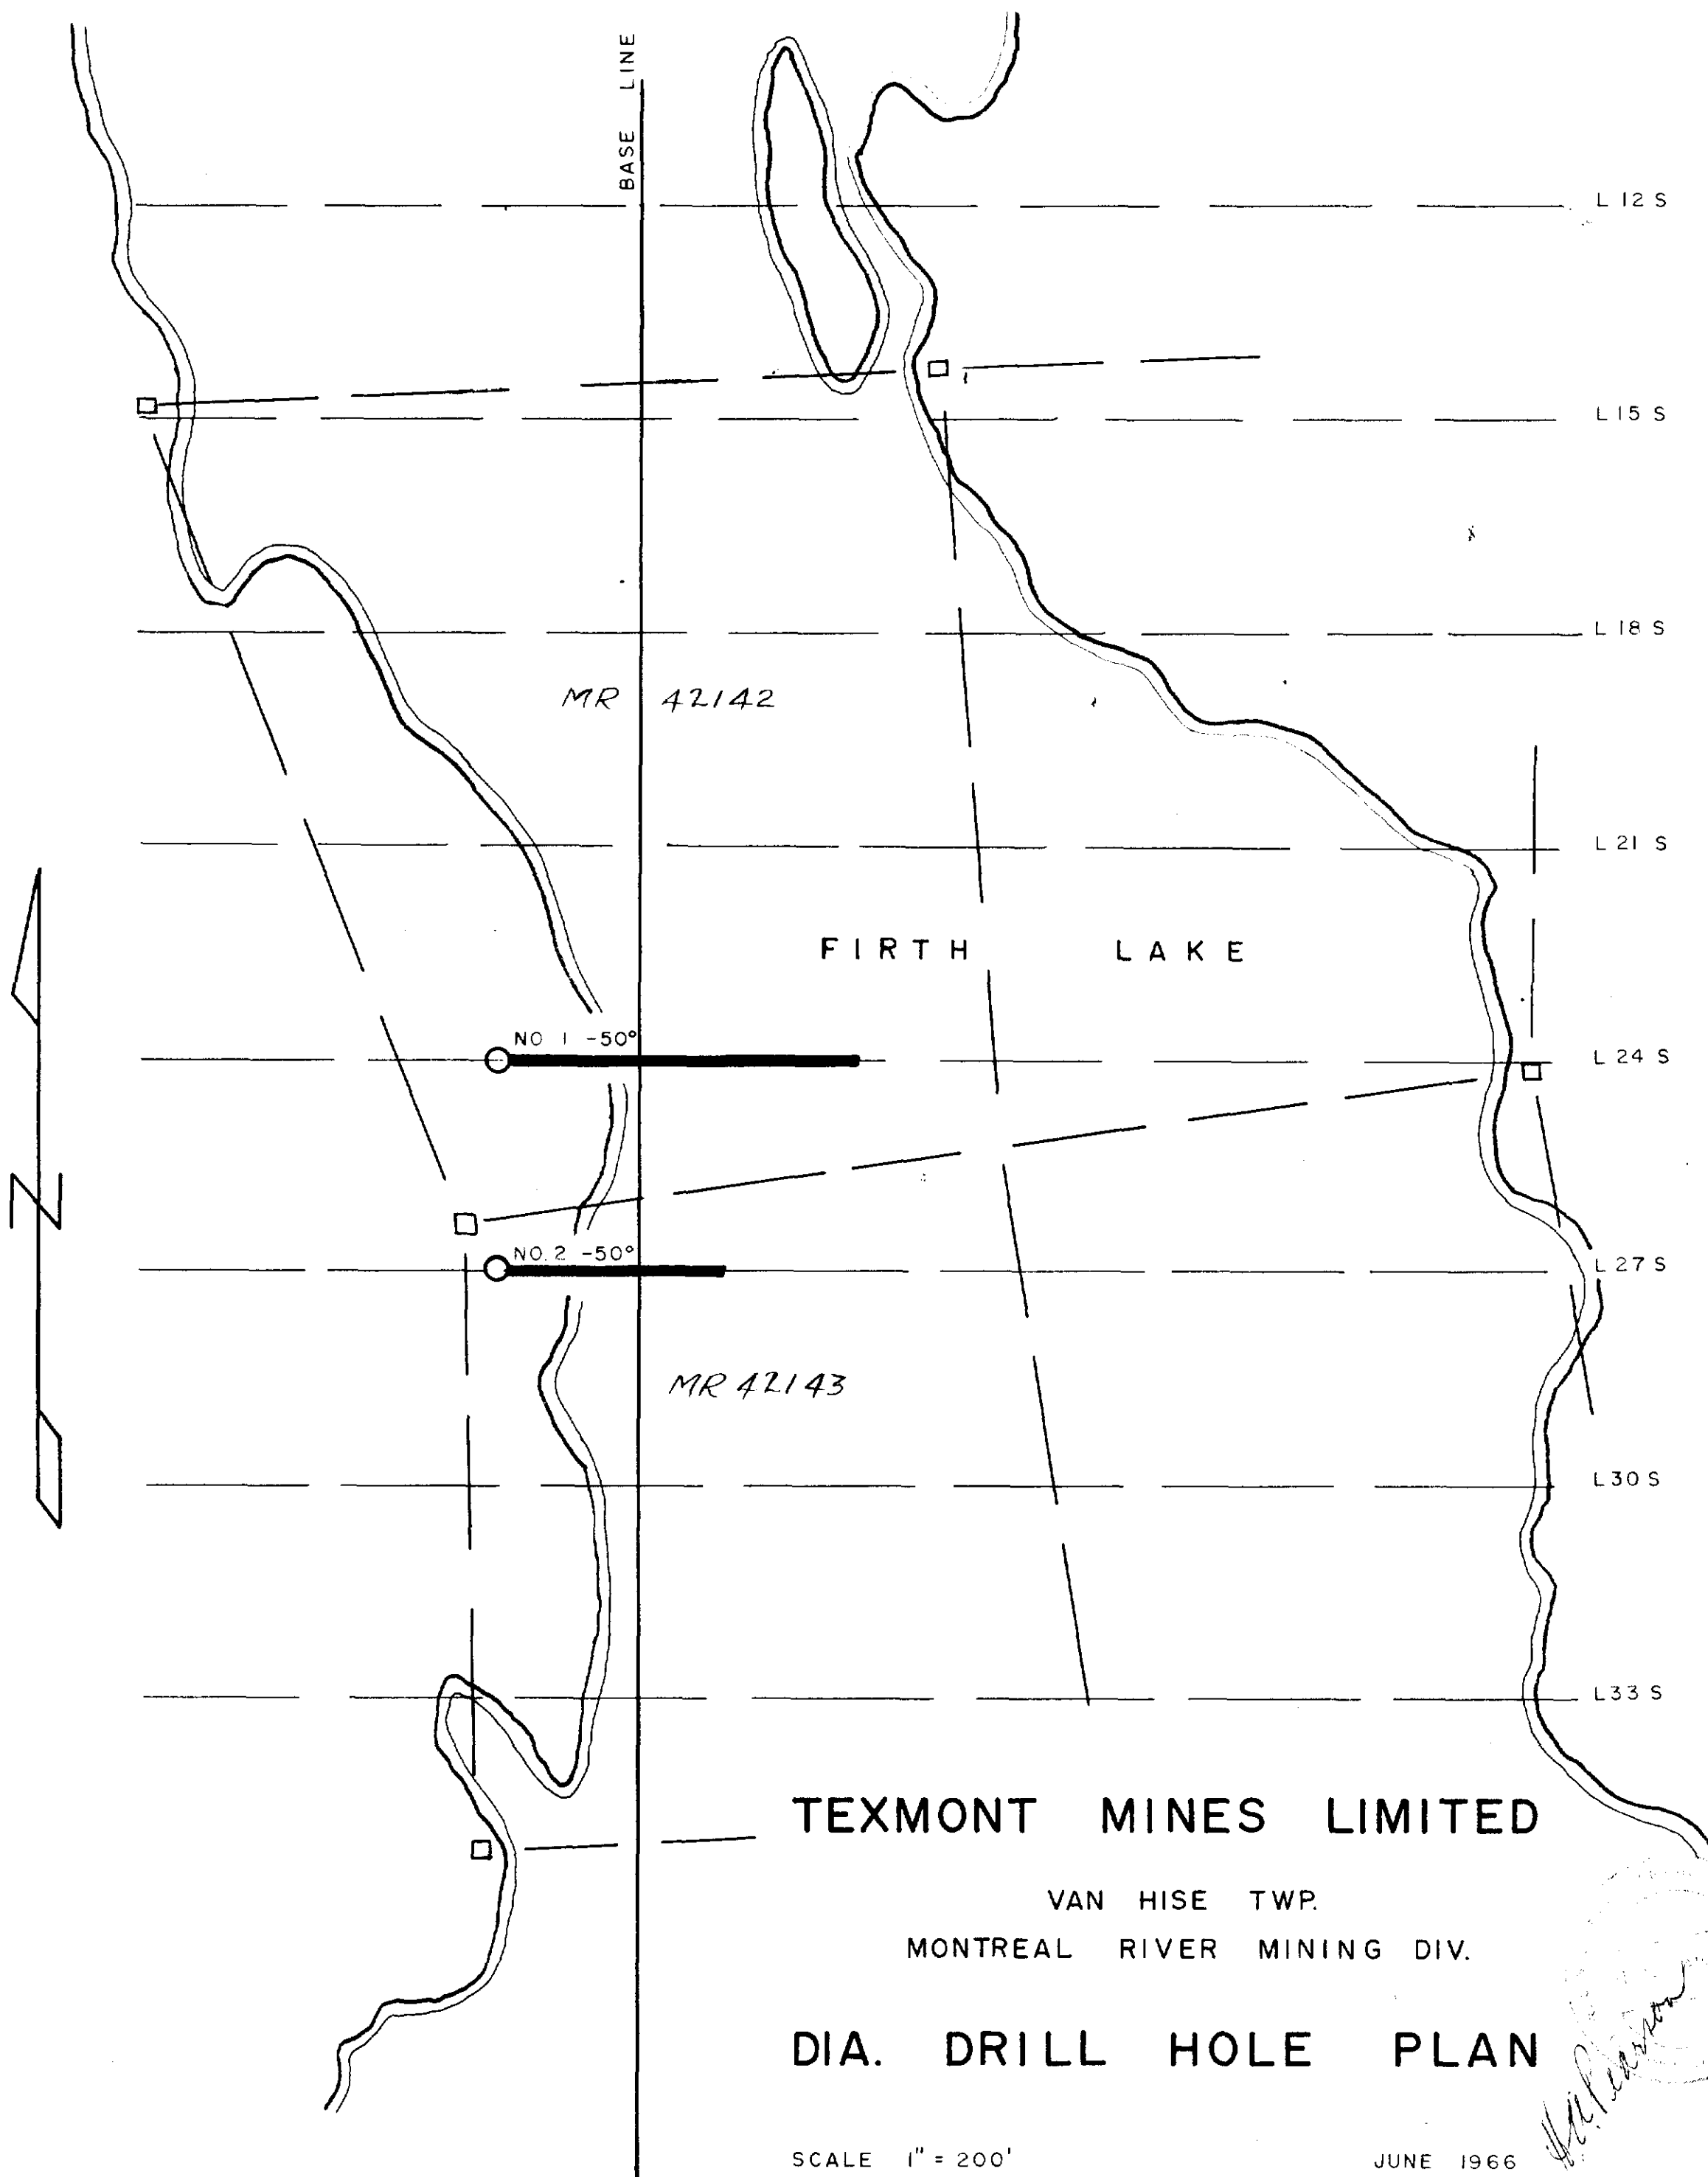 BASE LINE
L 12 S
L 15 S
L 18 S
MR 42142
L 21 S
FIRTH LAKE
NO 1 -50°
L 24 S
N
NO. 2 -50°
L 27 S
MR 42143
L 30 S
L 33 S
TEXMONT MINES LIMITED
VAN HISE TWP.
MONTREAL RIVER MINING DIV.
DIA. DRILL HOLE PLAN
SCALE 1" = 200'
JUNE 1966